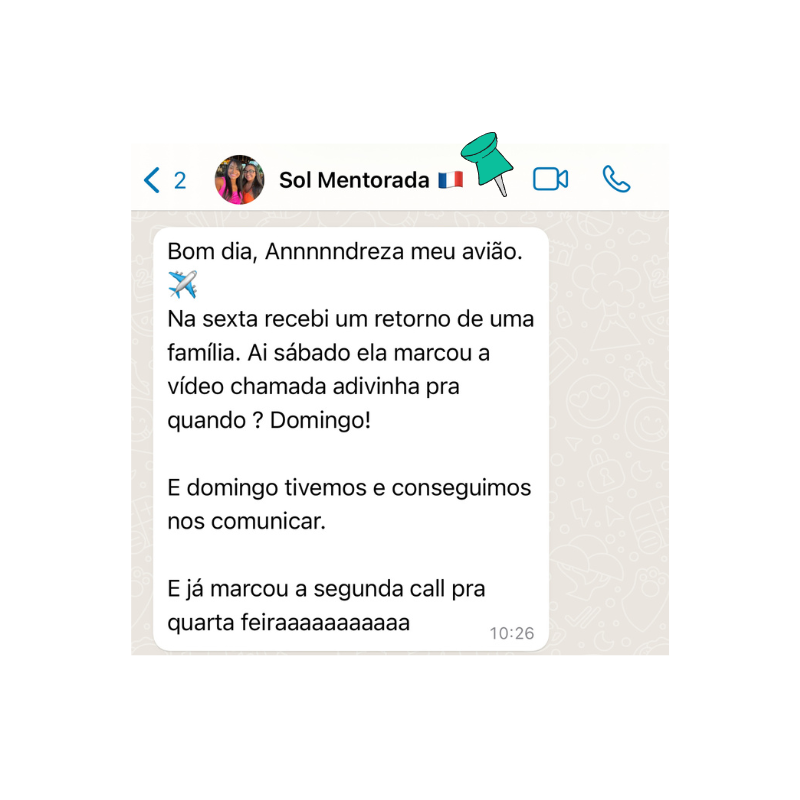 2
Sol Mentorada 🇫🇷
Bom dia, Annnnndreza meu avião.
✈️
Na sexta recebi um retorno de uma
família. Ai sábado ela marcou a
vídeo chamada adivinha pra
quando ? Domingo!
E domingo tivemos e conseguimos
nos comunicar.
E já marcou a segunda call pra
quarta feiraaaaaaaaaaa
10:26